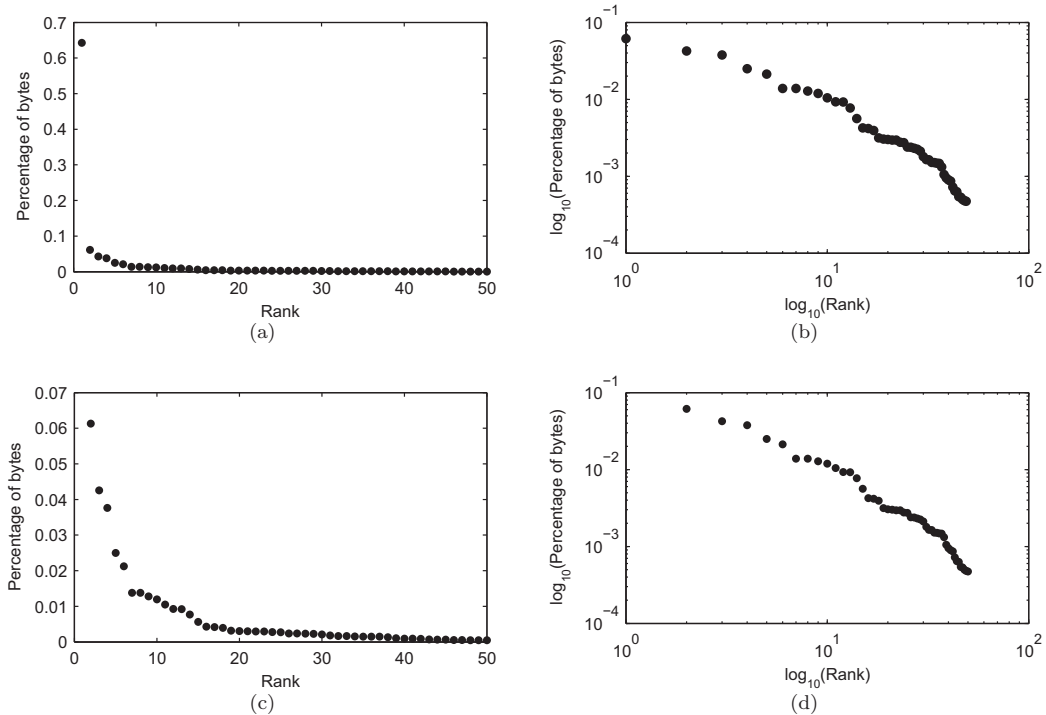 0.7
0.6
0.5
0.4
0.3
0.2
0.1
0
0 10 20 30 40 50
Percentage of bytes
Rank
(a)
10^−1
10^−2
10^−3
10^−4
10^0 10^1 10^2
log_10(Percentage of bytes)
log_10(Rank)
(b)
0.07
0.06
0.05
0.04
0.03
0.02
0.01
0
0 10 20 30 40 50
Percentage of bytes
Rank
(c)
10^−1
10^−2
10^−3
10^−4
10^0 10^1 10^2
log_10(Percentage of bytes)
log_10(Rank)
(d)